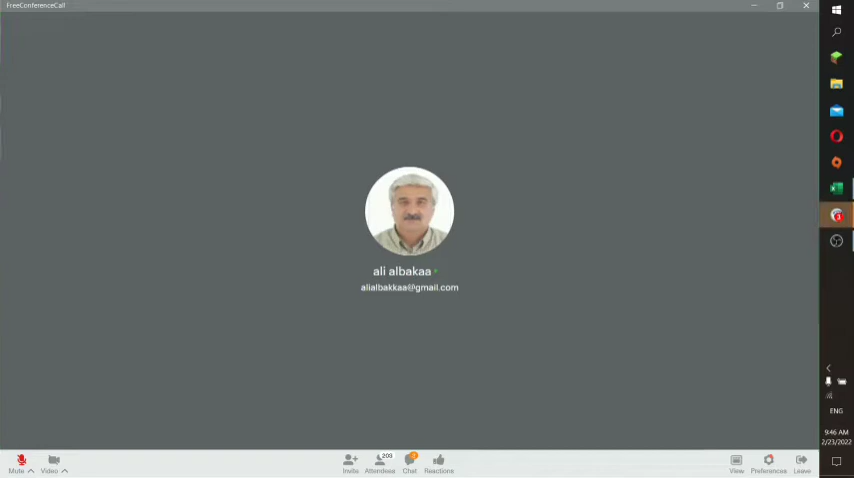 FreeConferenceCall
ali albakaa
alialbakkaa@gmail.com
Mute
Video
203
Invite
Attendees
Chat
Reactions
View
Preferences
Leave
ENG
9:46 AM
2/23/2022